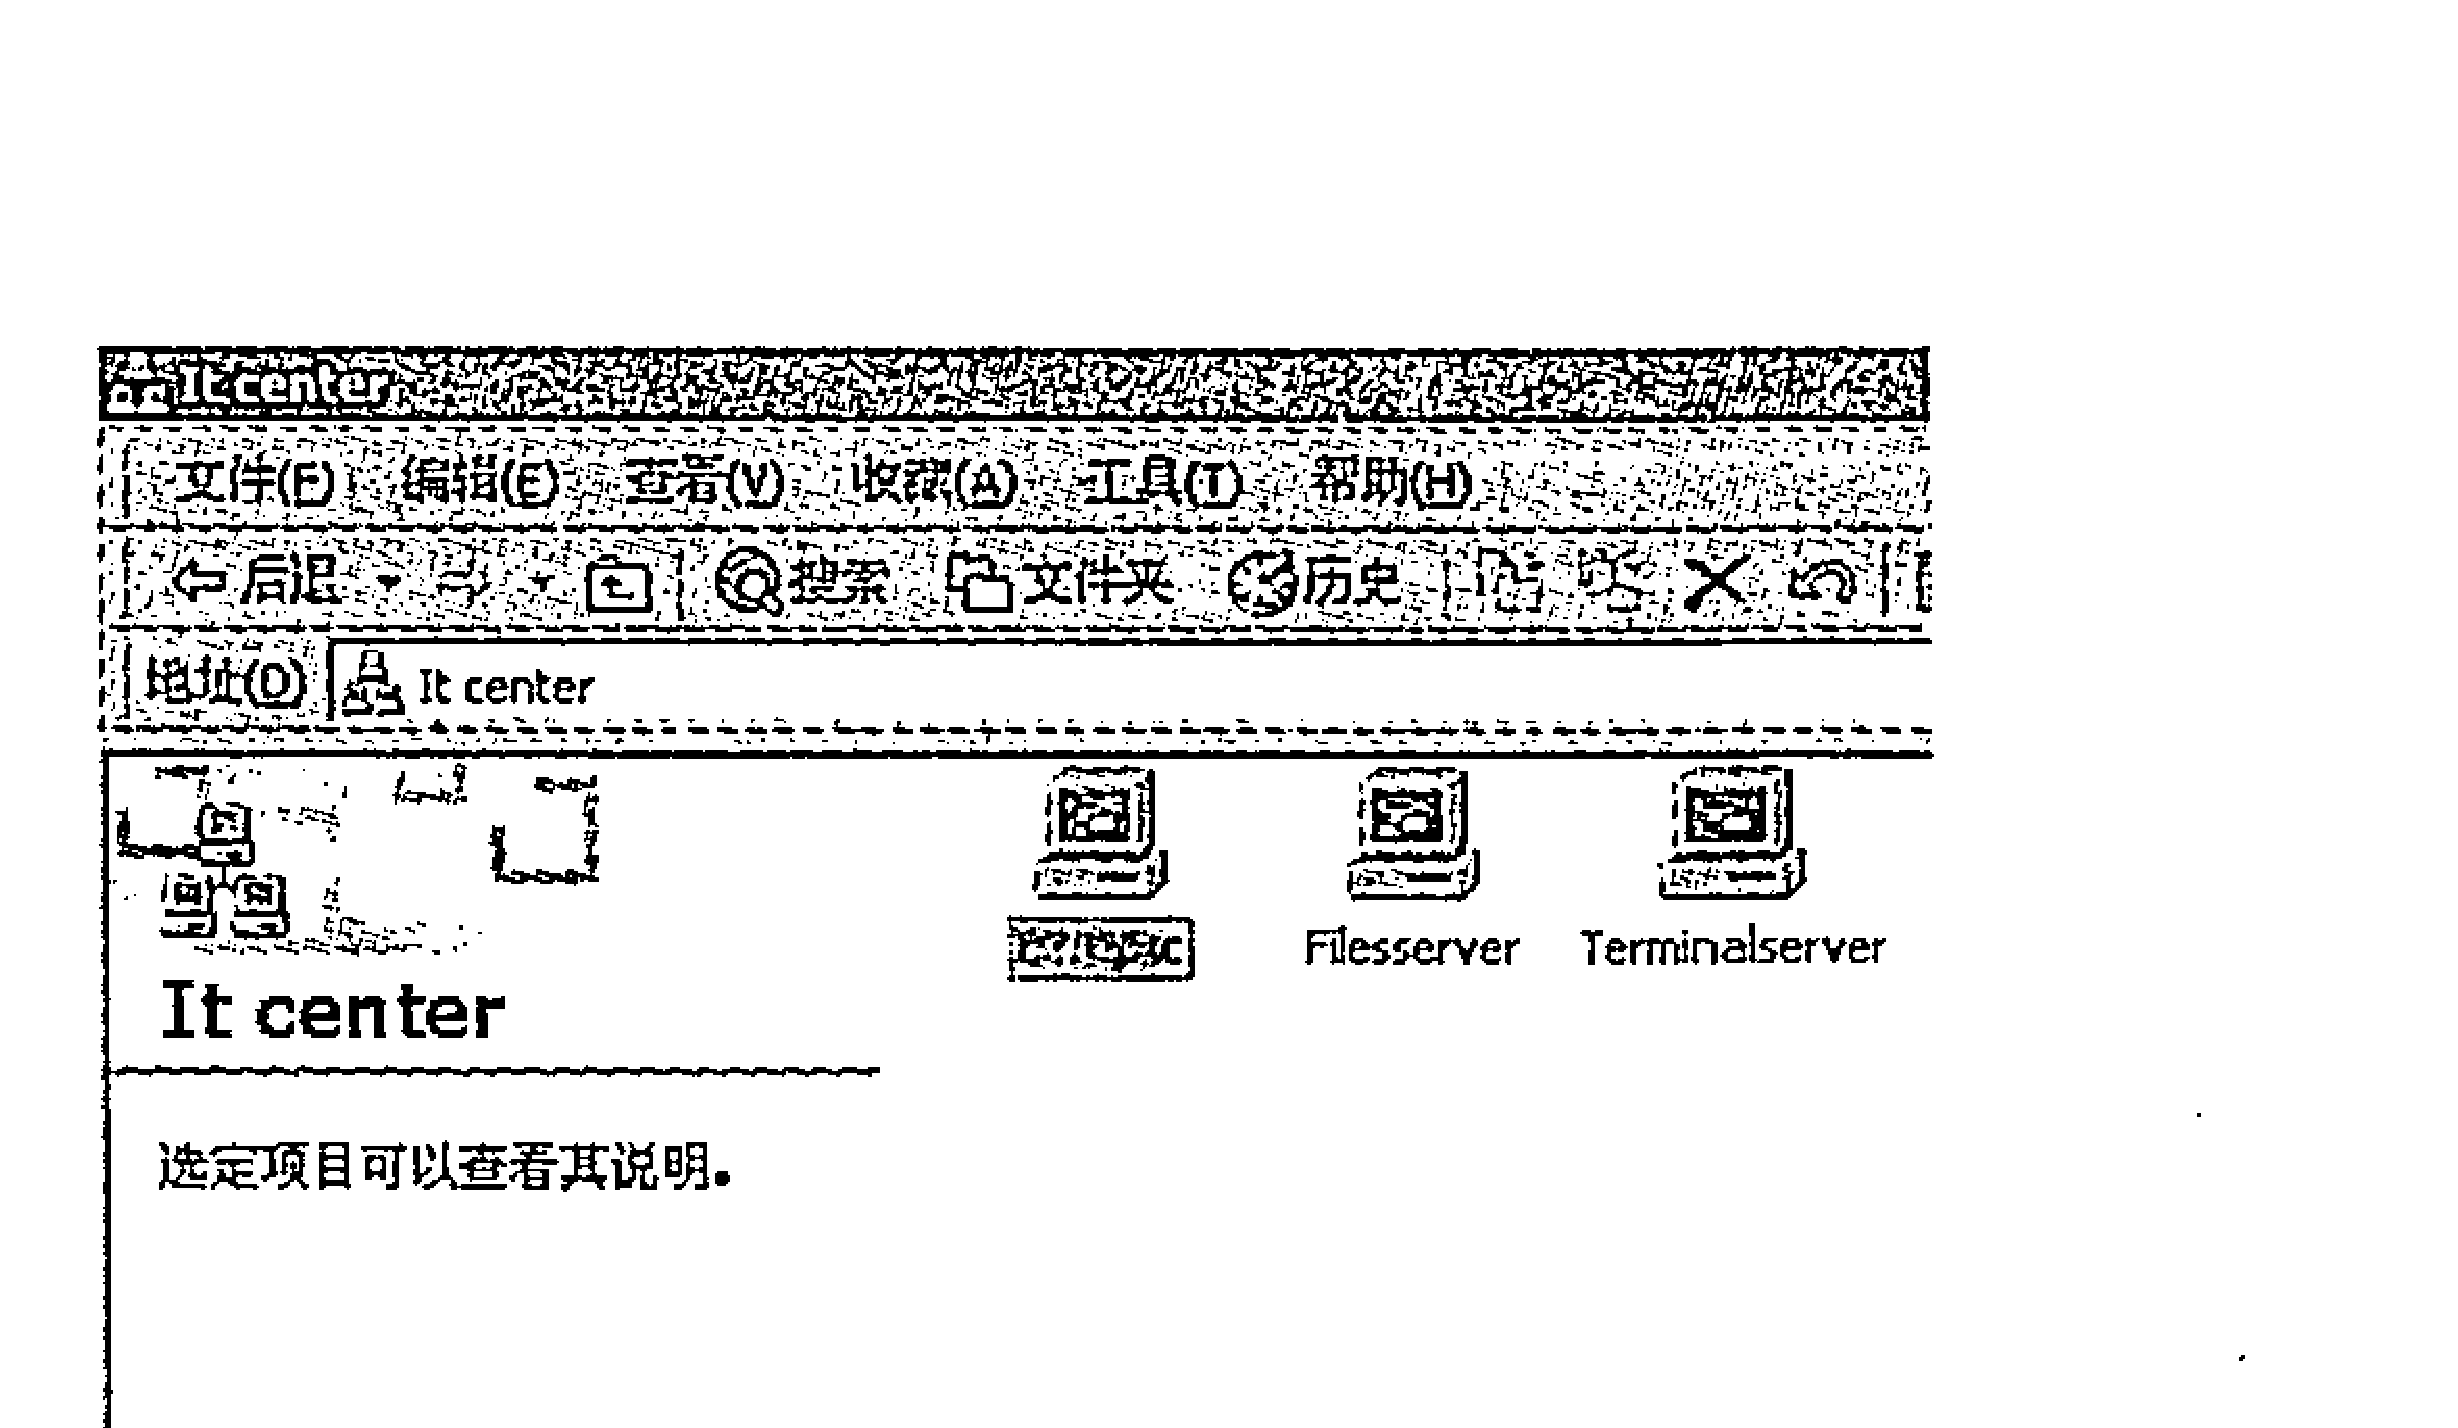 It center
文件(F) 编辑(E) 查看(V) 收藏(A) 工具(T) 帮助(H)
后退 搜索 文件夹 历史
地址(O) It center
Filesserver Terminalserver
It center
选定项目可以查看其说明。